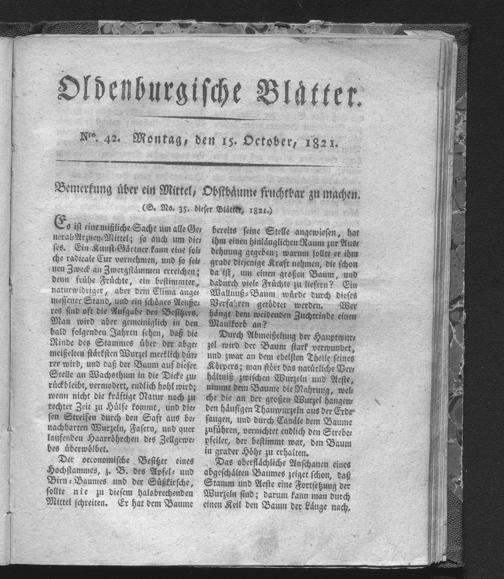 Oldenburgische Blätter.
Nro. 42. Montag, den 15. October, 1821.
Bemerkung über ein Mittel, Obstbäume fruchtbar zu machen.
(S. No. 35. dieser Blätter, 1821.)
Es ist eine mißliche Sache um alle Ge-
neral-Arzney-Mittel; so auch um die-
ses. Ein Kunst-Gärtner kann eine sol-
che radicale Cur vornehmen, und so sei-
nen Zweck an Zwergstämmen erreichen;
denn frühe Früchte, ein bestimmter,
naturwidriger, aber dem Clima ange-
messener Stand, und ein schönes Aeuße-
res sind oft die Aufgabe des Besitzers.
Man wird aber gemeiniglich in den
bald folgenden Jahren sehen, daß die
Rinde des Stammes über der abge-
meißelten stärksten Wurzel merklich dür-
rer wird, und daß der Baum auf dieser
Stelle an Wachsthum in die Dicke zu-
rückbleibt, vermodert, endlich hohl wird;
wenn nicht die kräftige Natur noch zu
rechter Zeit zu Hülfe kommt, und die-
sen Streifen durch den Saft aus be-
nachbarten Wurzeln, Fasern, und quer
laufenden Haarröhrchen des Zellgewe-
bes überwölbet.
Der oeconomische Besitzer eines
Hochstammes, z. B. des Apfel- und
Birn-Baumes und der Süßkirsche,
sollte nie zu diesem halsbrechenden
Mittel schreiten. Er hat dem Baume
bereits seine Stelle angewiesen, hat
ihm einen hinlänglichen Raum zur Aus-
dehnung gegeben; warum sollte er ihm
grade diejenige Kraft nehmen, die schon
da ist, um einen großen Baum, und
dadurch viele Früchte zu liefern? Ein
Wallnuß-Baum würde durch dieses
Verfahren getödtet werden. Wer
hängt dem weidenden Zuchtrinde einen
Maulkorb an?
Durch Abmeißelung der Hauptwur-
zel wird der Baum stark verwundet,
und zwar an dem edelsten Theile seines
Körpers; man stört das natürliche Ver-
hältniß zwischen Wurzeln und Aeste,
nimmt dem Baume die Nahrung, wel-
che die an der großen Wurzel hangen-
den häufigen Thauwurzeln aus der Erde
saugen, und durch Canäle dem Baume
zuführen, vernichtet endlich den Strebe-
pfeiler, der bestimmt war, den Baum
in grader Höhe zu erhalten.
Das oberflächliche Anschauen eines
abgeschälten Baumes zeiget schon, daß
Stamm und Aeste eine Fortsetzung der
Wurzeln sind; darum kann man durch
einen Keil den Baum der Länge nach,